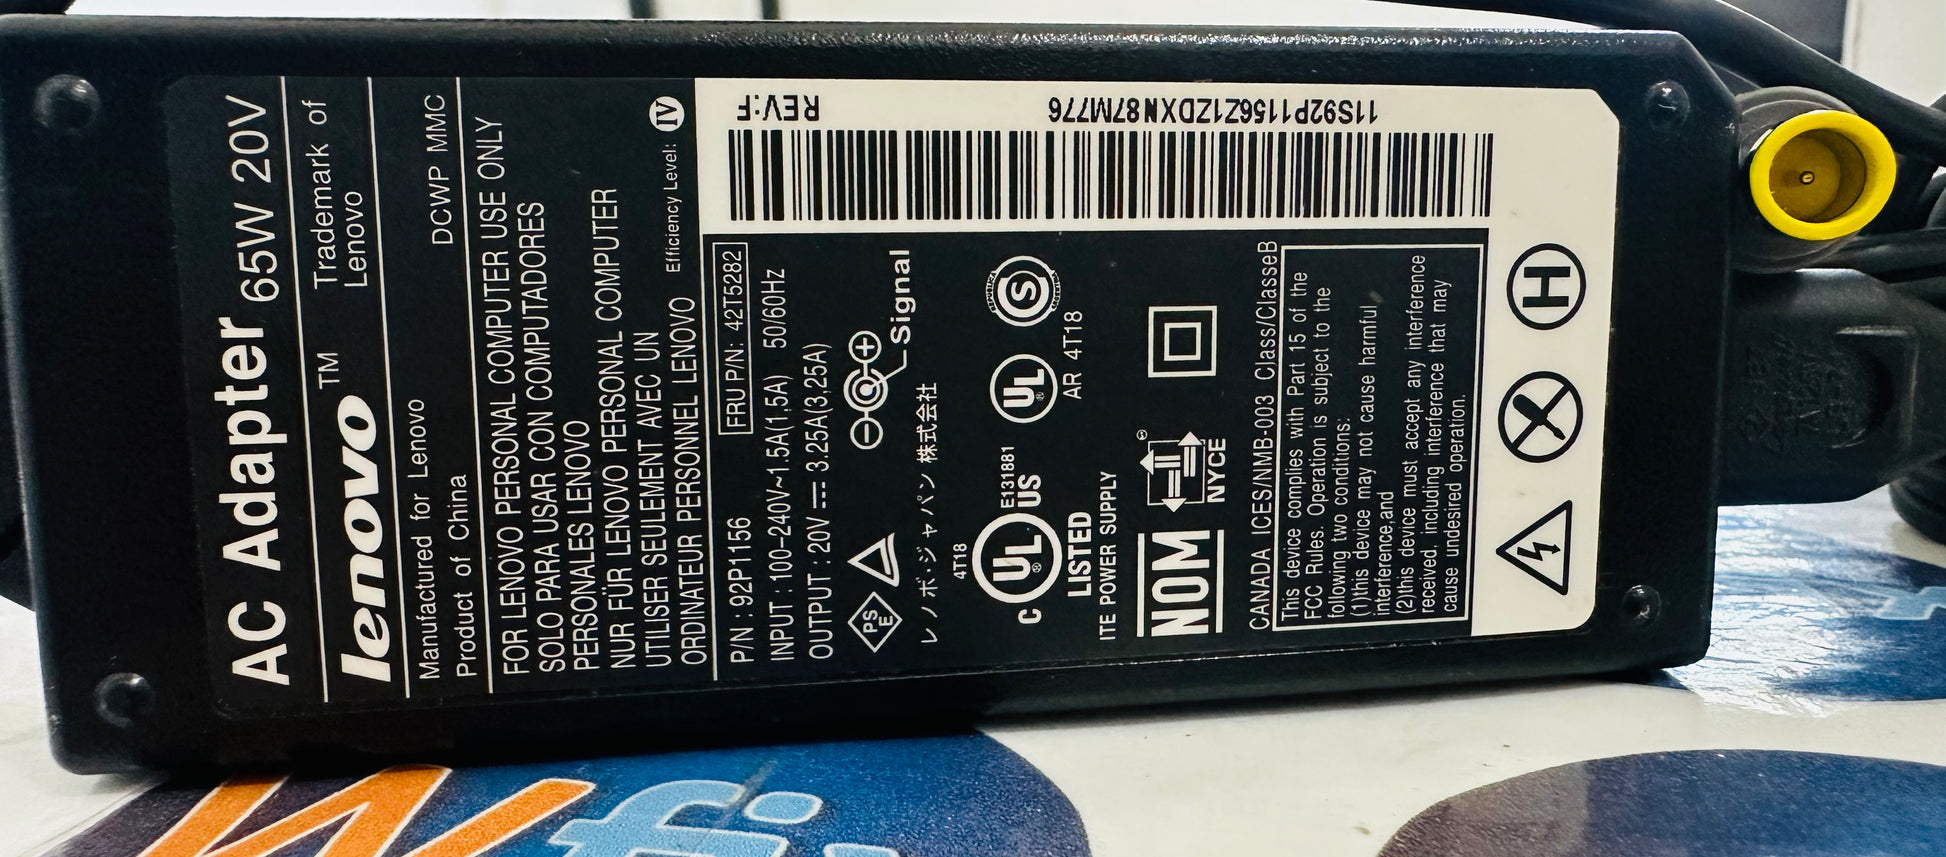 AC Adapter 65W 20V
lenovo TM Trademark of
Lenovo
Manufactured for Lenovo
Product of China DCWP MMC
FOR LENOVO PERSONAL COMPUTER USE ONLY
SOLO PARA USAR CON COMPUTADORES
PERSONALES LENOVO
NUR FÜR LENOVO PERSONAL COMPUTER
UTILISER SEULEMENT AVEC UN
ORDINATEUR PERSONNEL LENOVO Efficiency Level: IV
P/N : 92P1156 FRU P/N: 42T5282
INPUT : 100-240V~1.5A(1,5A) 50/60Hz
OUTPUT : 20V 3.25A(3,25A)
PS
E
Signal
レノボ・ジャパン 株式会社
4T18
C UL US E131881
LISTED
ITE POWER SUPPLY
UL
S
AR 4T18
NOM
NYCE
CANADA ICES/NMB-003 Class/ClasseB
This device complies with Part 15 of the
FCC Rules. Operation is subject to the
following two conditions:
(1)this device may not cause harmful
interference,and
(2)this device must accept any interference
received, including interference that may
cause undesired operation.
11S92P1156Z1ZDXN87M776 REV:F
H
Wifi